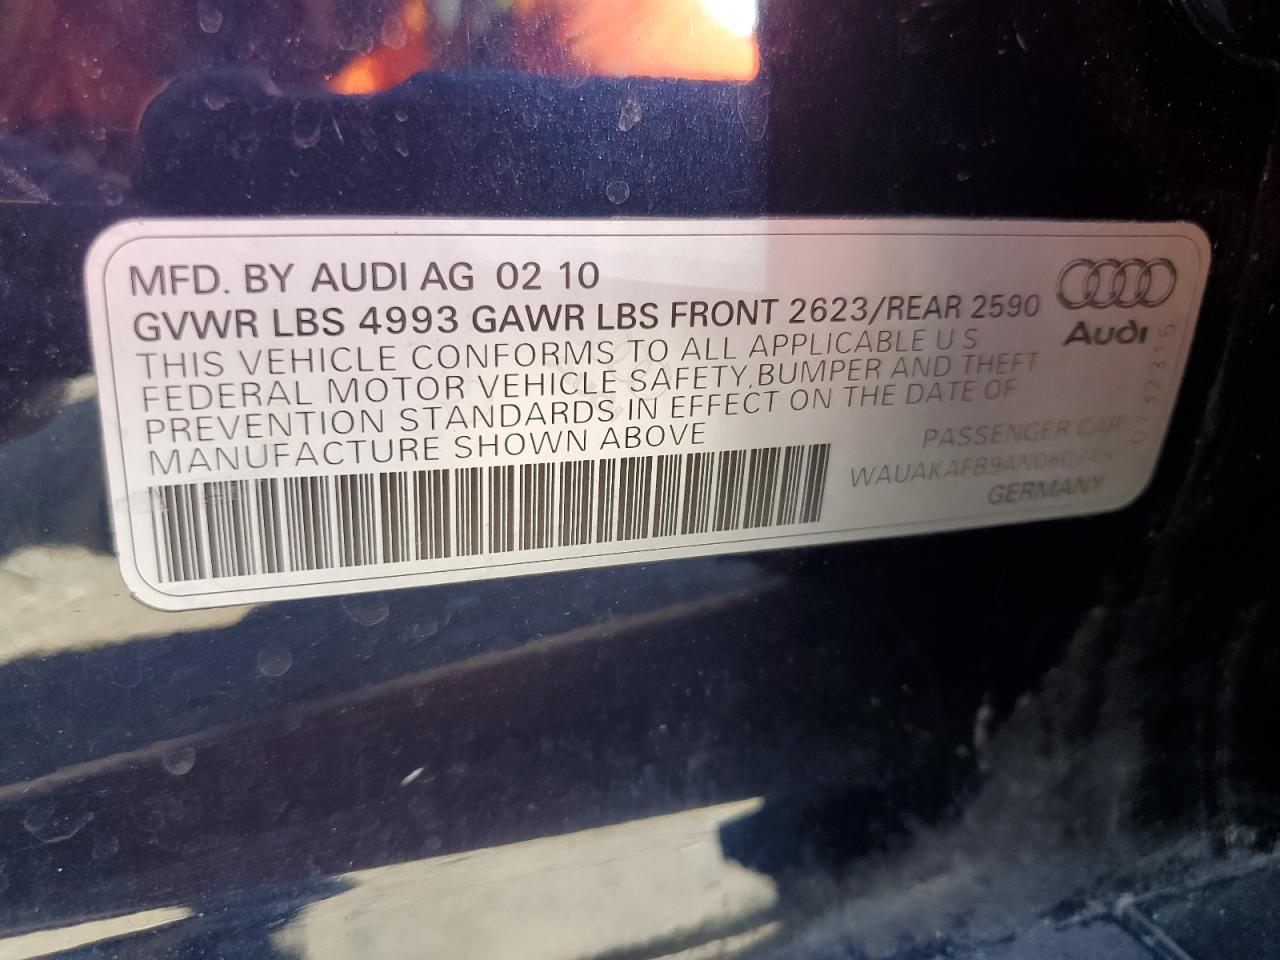 MFD. BY AUDI AG 02 10
GVWR LBS 4993 GAWR LBS FRONT 2623/REAR 2590
Audi
THIS VEHICLE CONFORMS TO ALL APPLICABLE U S
FEDERAL MOTOR VEHICLE SAFETY, BUMPER AND THEFT
PREVENTION STANDARDS IN EFFECT ON THE DATE OF
MANUFACTURE SHOWN ABOVE
PASSENGER CAR
GERMANY